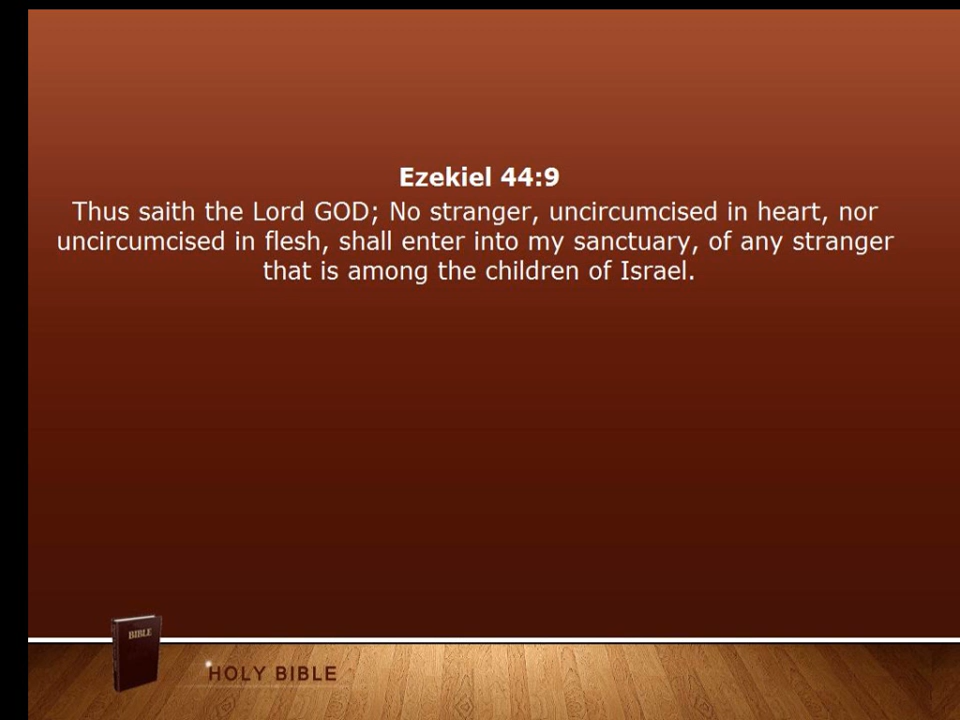 Ezekiel 44:9
Thus saith the Lord GOD; No stranger, uncircumcised in heart, nor
uncircumcised in flesh, shall enter into my sanctuary, of any stranger
that is among the children of Israel.
BIBLE
HOLY BIBLE